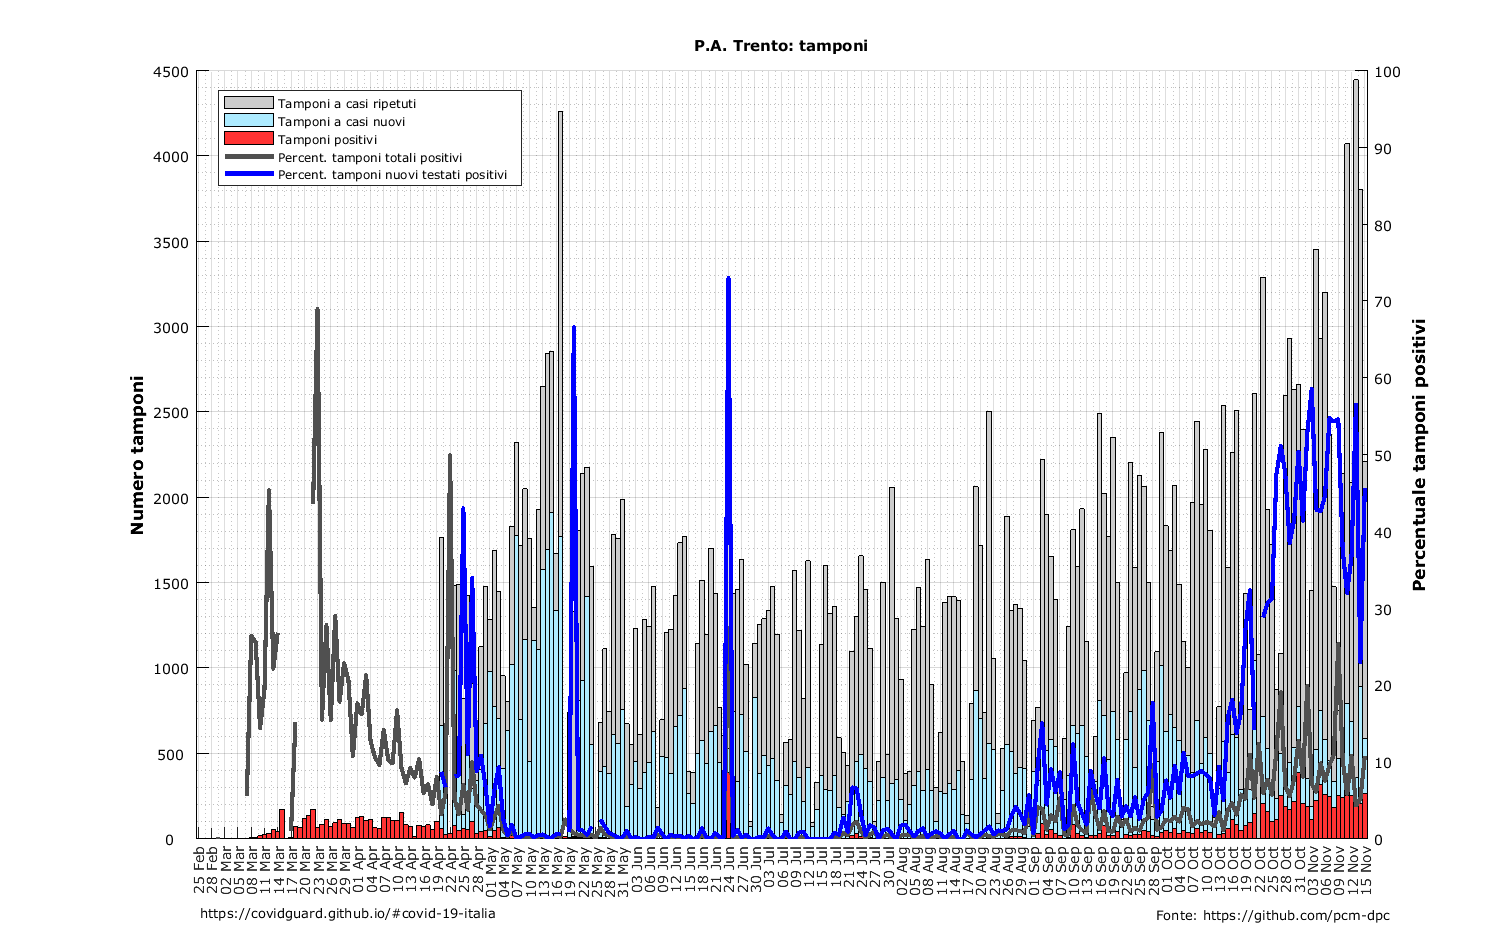 P.A. Trento: tamponi
Tamponi a casi ripetuti
Tamponi a casi nuovi
Tamponi positivi
Percent. tamponi totali positivi
Percent. tamponi nuovi testati positivi
Numero tamponi
4500
4000
3500
3000
2500
2000
1500
1000
500
0
Percentuale tamponi positivi
100
90
80
70
60
50
40
30
20
10
0
25 Feb
28 Feb
02 Mar
05 Mar
08 Mar
11 Mar
14 Mar
17 Mar
20 Mar
23 Mar
26 Mar
29 Mar
01 Apr
04 Apr
07 Apr
10 Apr
13 Apr
16 Apr
19 Apr
22 Apr
25 Apr
28 Apr
01 May
04 May
07 May
10 May
13 May
16 May
19 May
22 May
25 May
28 May
31 May
03 Jun
06 Jun
09 Jun
12 Jun
15 Jun
18 Jun
21 Jun
24 Jun
27 Jun
30 Jun
03 Jul
06 Jul
09 Jul
12 Jul
15 Jul
18 Jul
21 Jul
24 Jul
27 Jul
30 Jul
02 Aug
05 Aug
08 Aug
11 Aug
14 Aug
17 Aug
20 Aug
23 Aug
26 Aug
29 Aug
01 Sep
04 Sep
07 Sep
10 Sep
13 Sep
16 Sep
19 Sep
22 Sep
25 Sep
28 Sep
01 Oct
04 Oct
07 Oct
10 Oct
13 Oct
16 Oct
19 Oct
22 Oct
25 Oct
28 Oct
31 Oct
03 Nov
06 Nov
09 Nov
12 Nov
15 Nov
https://covidguard.github.io/#covid-19-italia
Fonte: https://github.com/pcm-dpc